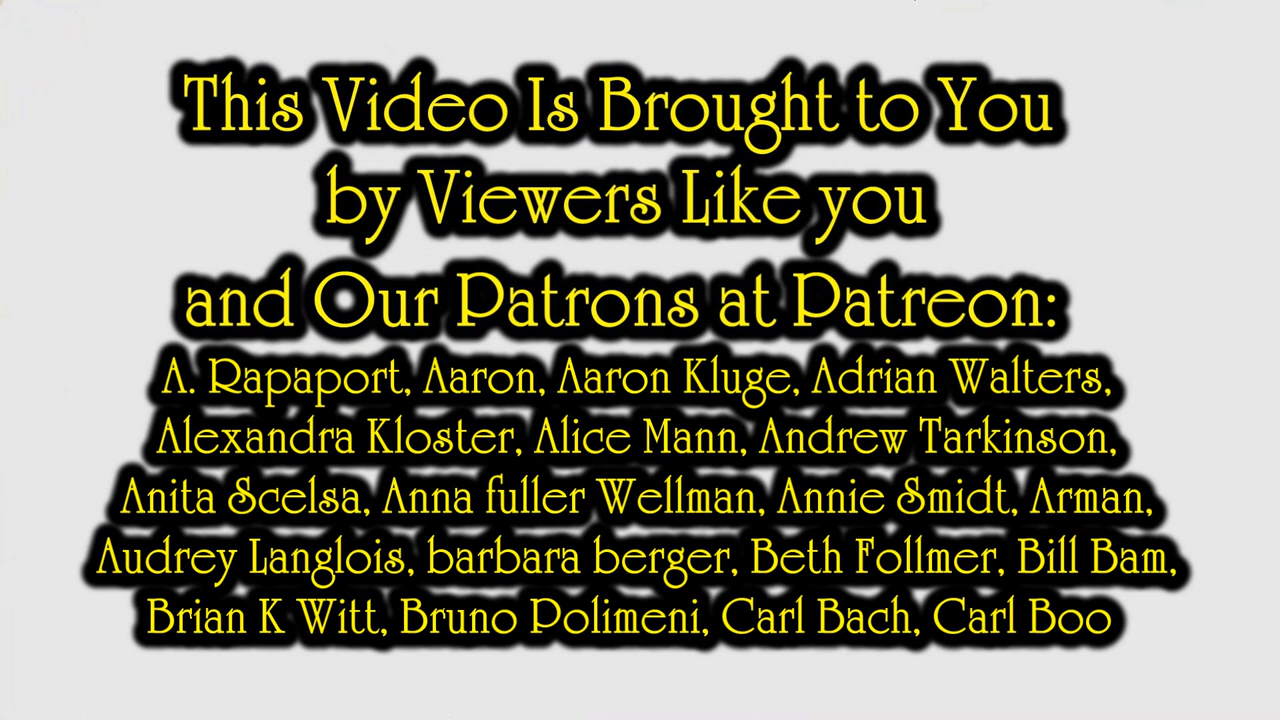 This Video Is Brought to You
by Viewers Like you
and Our Patrons at Patreon:
A. Rapaport, Aaron, Aaron Kluge, Adrian Walters,
Alexandra Kloster, Alice Mann, Andrew Tarkinson,
Anita Scelsa, Anna fuller Wellman, Annie Smidt, Arman,
Audrey Langlois, barbara berger, Beth Follmer, Bill Bam,
Brian K Witt, Bruno Polimeni, Carl Bach, Carl Boo